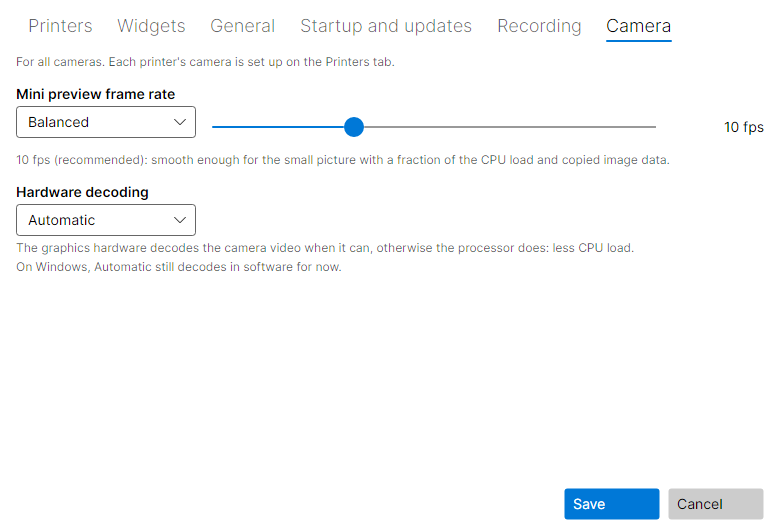 Printers Widgets General Startup and updates Recording Camera
For all cameras. Each printer's camera is set up on the Printers tab.
Mini preview frame rate
Balanced 10 fps
10 fps (recommended): smooth enough for the small picture with a fraction of the CPU load and copied image data.
Hardware decoding
Automatic
The graphics hardware decodes the camera video when it can, otherwise the processor does: less CPU load.
On Windows, Automatic still decodes in software for now.
Save Cancel